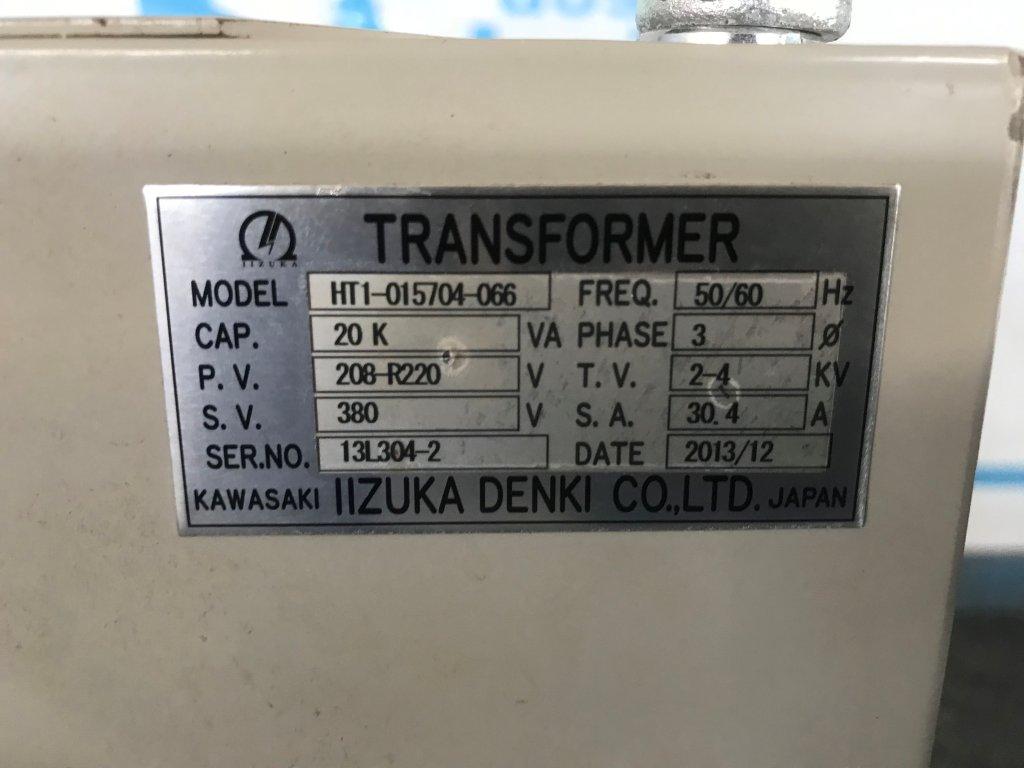 IIZUKA
TRANSFORMER
MODEL HT1-015704-066 FREQ. 50/60 Hz
CAP. 20 K VA PHASE 3 Ø
P. V. 208-R220 V T. V. 2-4 KV
S. V. 380 V S. A. 30.4 A
SER.NO. 13L304-2 DATE 2013/12
KAWASAKI IIZUKA DENKI CO.,LTD. JAPAN